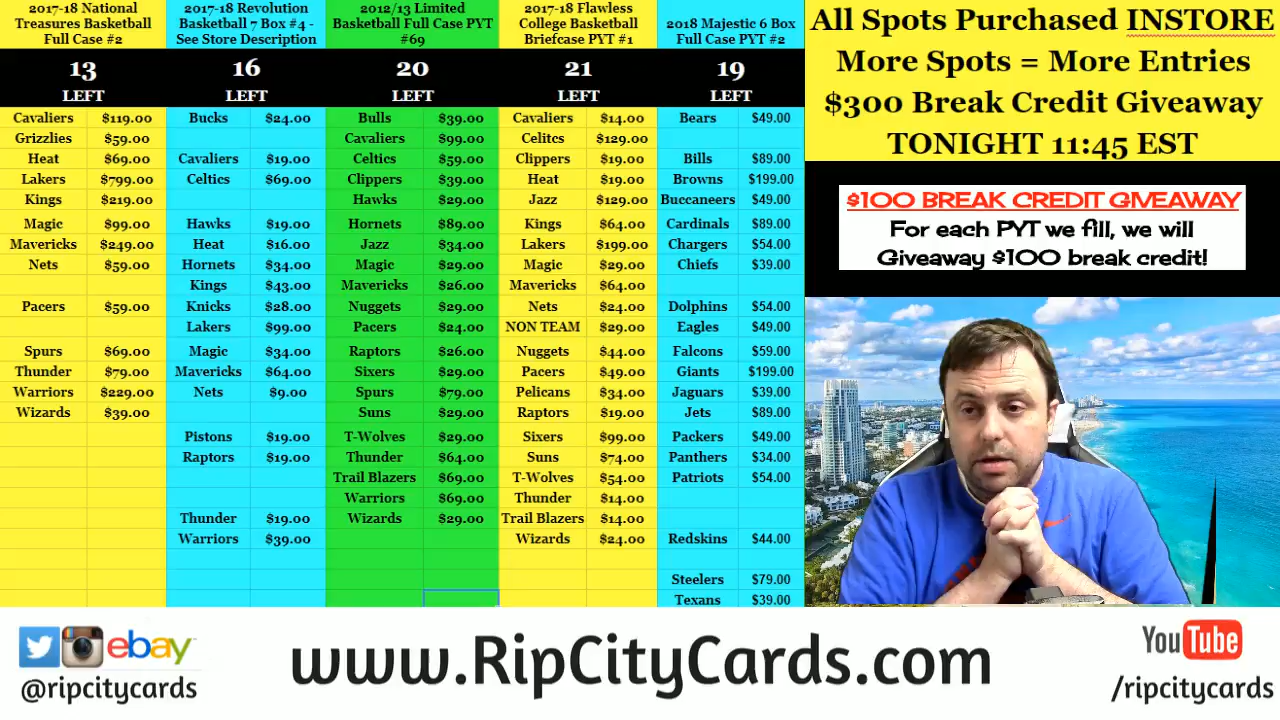 2017-18 National
Treasures Basketball
Full Case #2
13
LEFT
Cavaliers $119.00
Grizzlies $59.00
Heat $69.00
Lakers $799.00
Kings $219.00
Magic $99.00
Mavericks $249.00
Nets $59.00
Pacers $59.00
Spurs $69.00
Thunder $79.00
Warriors $229.00
Wizards $39.00
2017-18 Revolution
Basketball 7 Box #4 -
See Store Description
16
LEFT
Bucks $24.00
Cavaliers $19.00
Celtics $69.00
Hawks $19.00
Heat $16.00
Hornets $34.00
Kings $43.00
Knicks $28.00
Lakers $99.00
Magic $34.00
Mavericks $64.00
Nets $9.00
Pistons $19.00
Raptors $19.00
Thunder $19.00
Warriors $39.00
2012/13 Limited
Basketball Full Case PYT
#69
20
LEFT
Bulls $39.00
Cavaliers $99.00
Celtics $59.00
Clippers $39.00
Hawks $29.00
Hornets $89.00
Jazz $34.00
Magic $29.00
Mavericks $26.00
Nuggets $29.00
Pacers $24.00
Raptors $26.00
Sixers $29.00
Spurs $79.00
Suns $29.00
T-Wolves $29.00
Thunder $64.00
Trail Blazers $69.00
Warriors $69.00
Wizards $29.00
2017-18 Flawless
College Basketball
Briefcase PYT #1
21
LEFT
Cavaliers $14.00
Celitcs $129.00
Clippers $19.00
Heat $19.00
Jazz $129.00
Kings $64.00
Lakers $199.00
Magic $29.00
Mavericks $64.00
Nets $24.00
NON TEAM $29.00
Nuggets $44.00
Pacers $49.00
Pelicans $34.00
Raptors $19.00
Sixers $99.00
Suns $74.00
T-Wolves $54.00
Thunder $14.00
Trail Blazers $14.00
Wizards $24.00
2018 Majestic 6 Box
Full Case PYT #2
19
LEFT
Bears $49.00
Bills $89.00
Browns $199.00
Buccaneers $49.00
Cardinals $89.00
Chargers $54.00
Chiefs $39.00
Dolphins $54.00
Eagles $49.00
Falcons $59.00
Giants $199.00
Jaguars $39.00
Jets $89.00
Packers $49.00
Panthers $34.00
Patriots $54.00
Redskins $44.00
Steelers $79.00
Texans $39.00
All Spots Purchased INSTORE
More Spots = More Entries
$300 Break Credit Giveaway
TONIGHT 11:45 EST
$100 BREAK CREDIT GIVEAWAY
For each PYT we fill, we will
Giveaway $100 break credit!
ebay
@ripcitycards
www.RipCityCards.com
YouTube
/ripcitycards